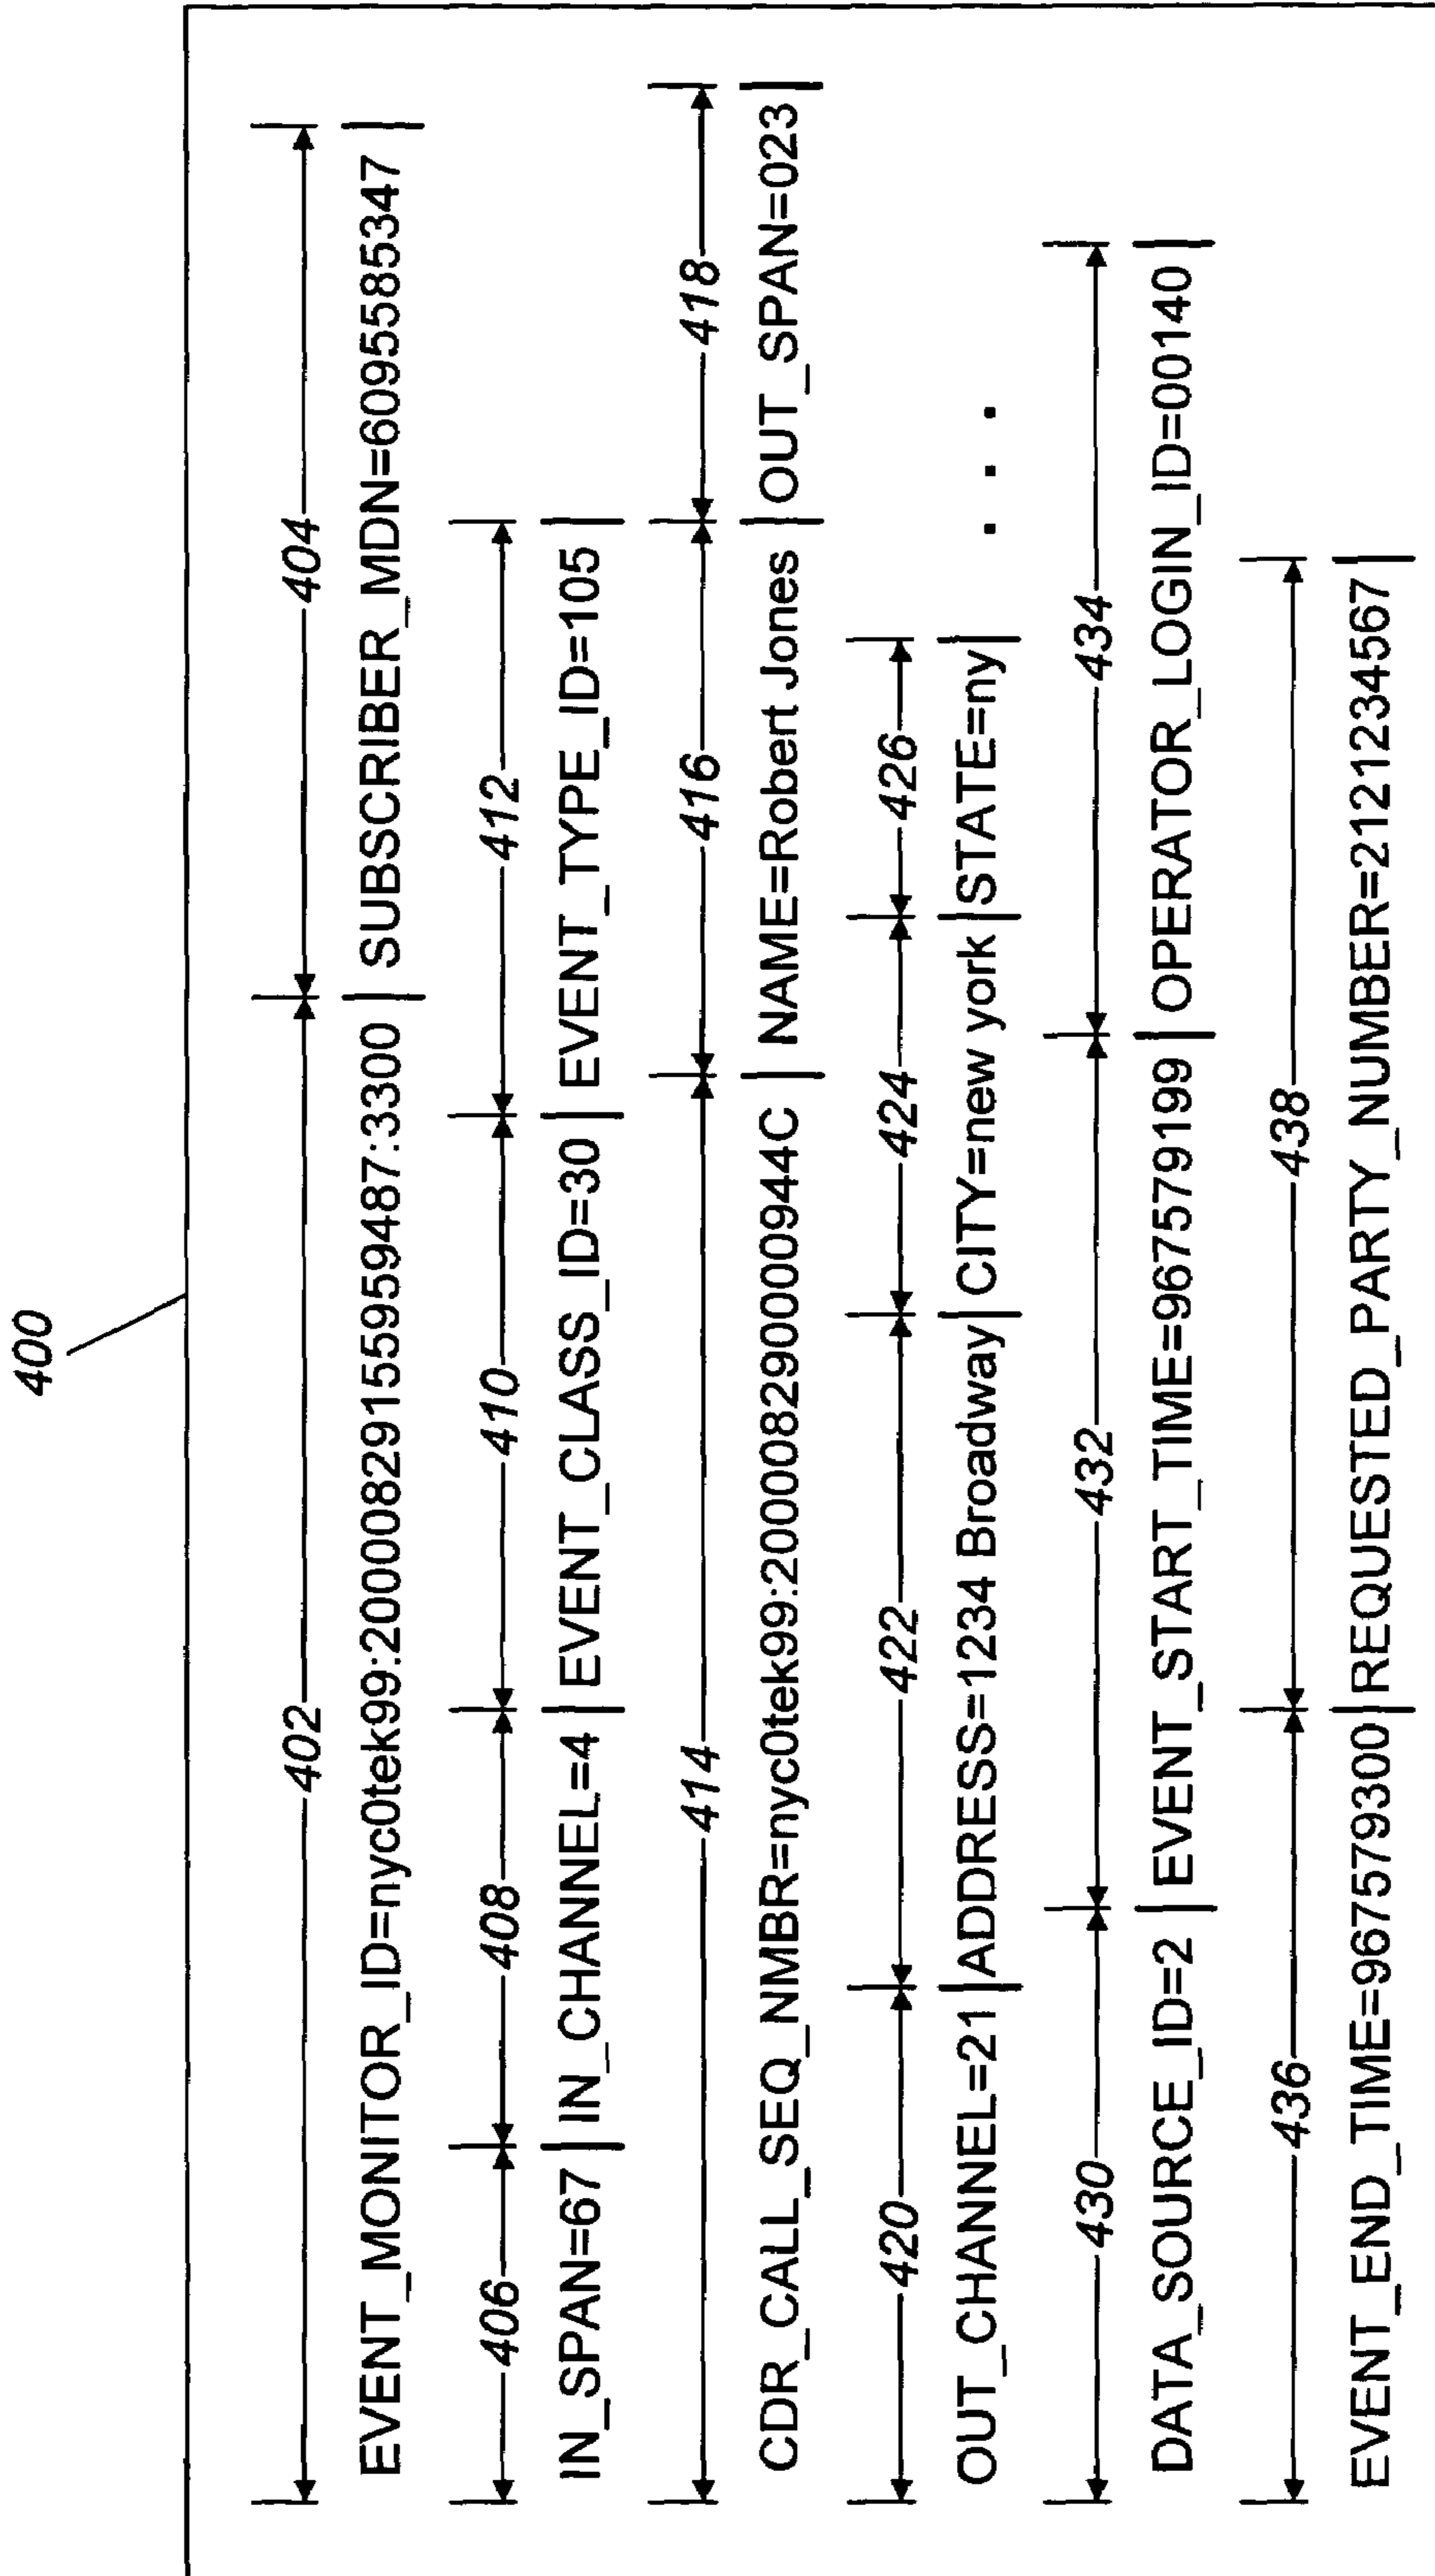 400
402 404
EVENT_MONITOR_ID=nyc0tek99:20000829155959487:3300 | SUBSCRIBER_MDN=6095585347 |
406 408 410 412
IN_SPAN=67 | IN_CHANNEL=4 | EVENT_CLASS_ID=30 | EVENT_TYPE_ID=105 |
414 416 418
CDR_CALL_SEQ_NMBR=nyc0tek99:200008290000944C | NAME=Robert Jones | OUT_SPAN=023 |
420 422 424 426
OUT_CHANNEL=21 | ADDRESS=1234 Broadway | CITY=new york | STATE=ny | . . .
430 432 434
DATA_SOURCE_ID=2 | EVENT_START_TIME=967579199 | OPERATOR_LOGIN_ID=00140 |
436 438
EVENT_END_TIME=967579300 | REQUESTED_PARTY_NUMBER=2121234567 |